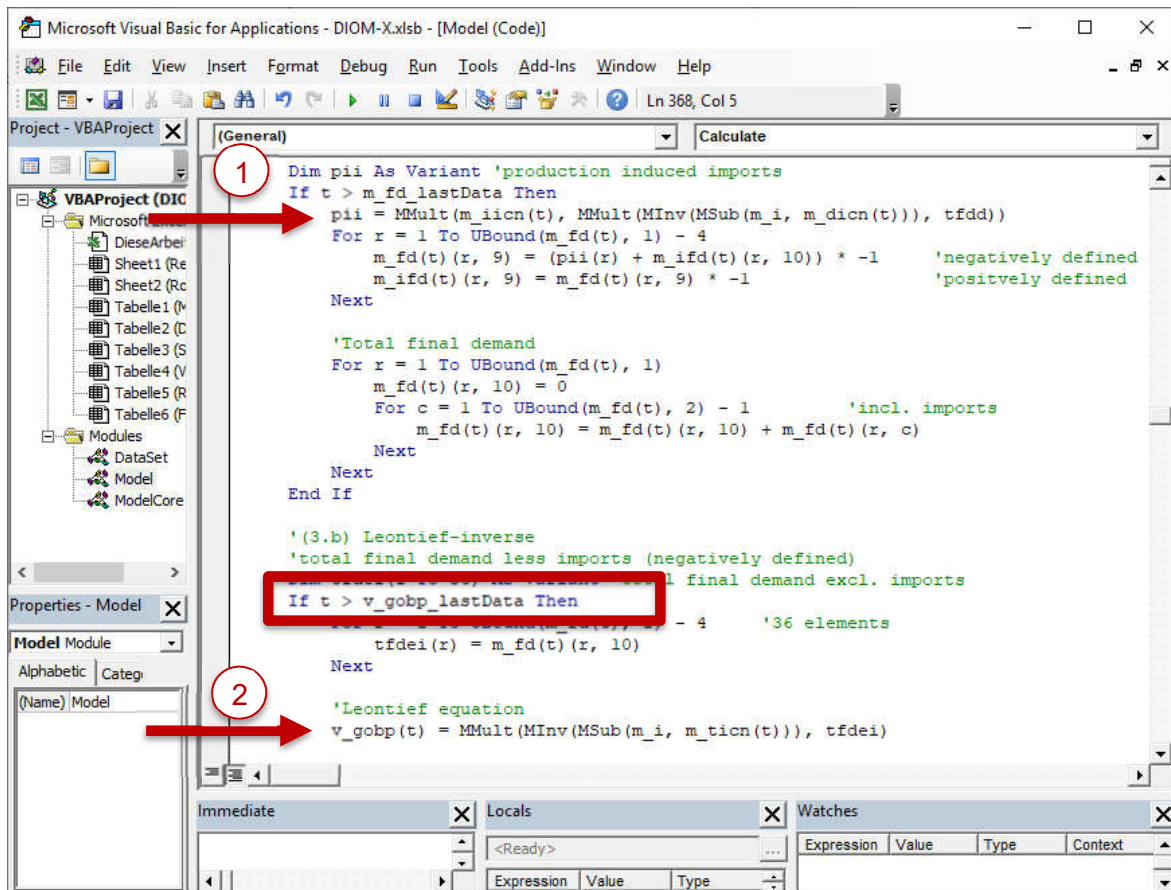 Microsoft Visual Basic for Applications - DIOM-X.xlsb - [Model (Code)]
File Edit View Insert Format Debug Run Tools Add-Ins Window Help
Ln 368, Col 5
Project - VBAProject
(General)
Calculate
VBAProject (DIO
Microsoft Excel
DieseArbei
Sheet1 (Re
Sheet2 (Ro
Tabelle1 (M
Tabelle2 (D
Tabelle3 (S
Tabelle4 (V
Tabelle5 (R
Tabelle6 (F
Modules
DataSet
Model
ModelCore
1
Dim pii As Variant 'production induced imports
If t > m_fd_lastData Then
pii = MMult(m_iicn(t), MMult(MInv(MSub(m_i, m_dicn(t))), tfdd))
For r = 1 To UBound(m_fd(t), 1) - 4
m_fd(t)(r, 9) = (pii(r) + m_ifd(t)(r, 10)) * -1 'negatively defined
m_ifd(t)(r, 9) = m_fd(t)(r, 9) * -1 'positvely defined
Next
'Total final demand
For r = 1 To UBound(m_fd(t), 1)
m_fd(t)(r, 10) = 0
For c = 1 To UBound(m_fd(t), 2) - 1 'incl. imports
m_fd(t)(r, 10) = m_fd(t)(r, 10) + m_fd(t)(r, c)
Next
Next
End If
'(3.b) Leontief-inverse
'total final demand less imports (negatively defined)
final demand excl. imports
If t > v_gobp_lastData Then
- 4 '36 elements
tfdei(r) = m_fd(t)(r, 10)
Next
2
'Leontief equation
v_gobp(t) = MMult(MInv(MSub(m_i, m_ticn(t))), tfdei)
Properties - Model
Model Module
Alphabetic Categ
(Name) Model
Immediate
Locals
<Ready>
...
Expression Value Type
Watches
Expression Value Type Context